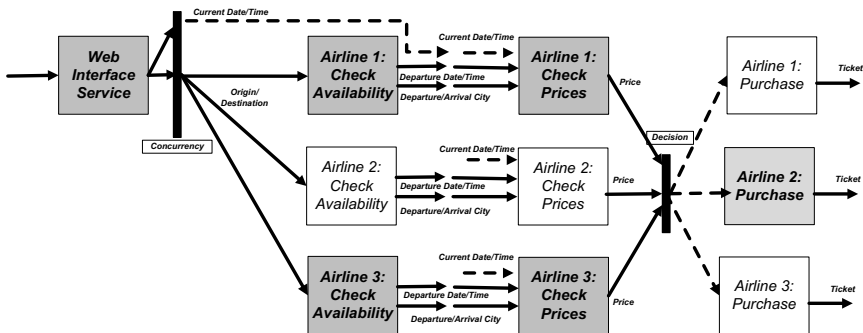 Current Date/Time
Web
Interface
Service
Concurrency
Origin/
Destination
Airline 1:
Check
Availability
Current Date/Time
Departure Date/Time
Departure/Arrival City
Airline 1:
Check
Prices
Price
Airline 1:
Purchase
Ticket
Airline 2:
Check
Availability
Current Date/Time
Departure Date/Time
Departure/Arrival City
Airline 2:
Check
Prices
Price
Decision
Airline 2:
Purchase
Ticket
Airline 3:
Check
Availability
Current Date/Time
Departure Date/Time
Departure/Arrival City
Airline 3:
Check
Prices
Price
Airline 3:
Purchase
Ticket